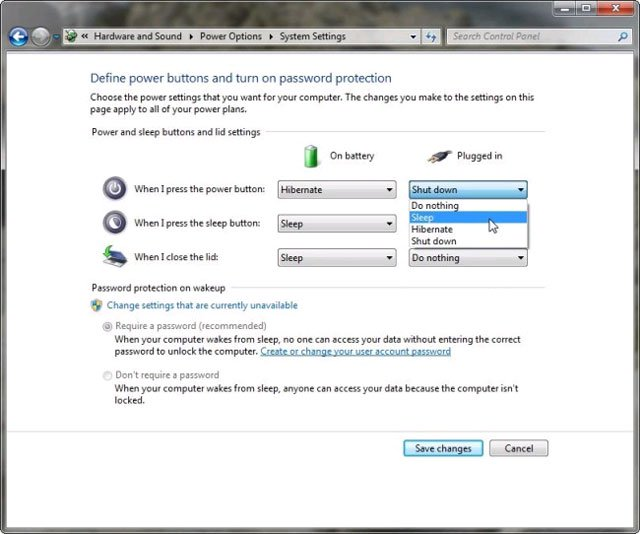 « Hardware and Sound ▸ Power Options ▸ System Settings
Search Control Panel
Define power buttons and turn on password protection
Choose the power settings that you want for your computer. The changes you make to the settings on this
page apply to all of your power plans.
Power and sleep buttons and lid settings
On battery Plugged in
When I press the power button: Hibernate Shut down
Do nothing
Sleep
Hibernate
Shut down
When I press the sleep button: Sleep
When I close the lid: Sleep Do nothing
Password protection on wakeup
Change settings that are currently unavailable
Require a password (recommended)
When your computer wakes from sleep, no one can access your data without entering the correct
password to unlock the computer. Create or change your user account password
Don't require a password
When your computer wakes from sleep, anyone can access your data because the computer isn't
locked.
Save changes Cancel